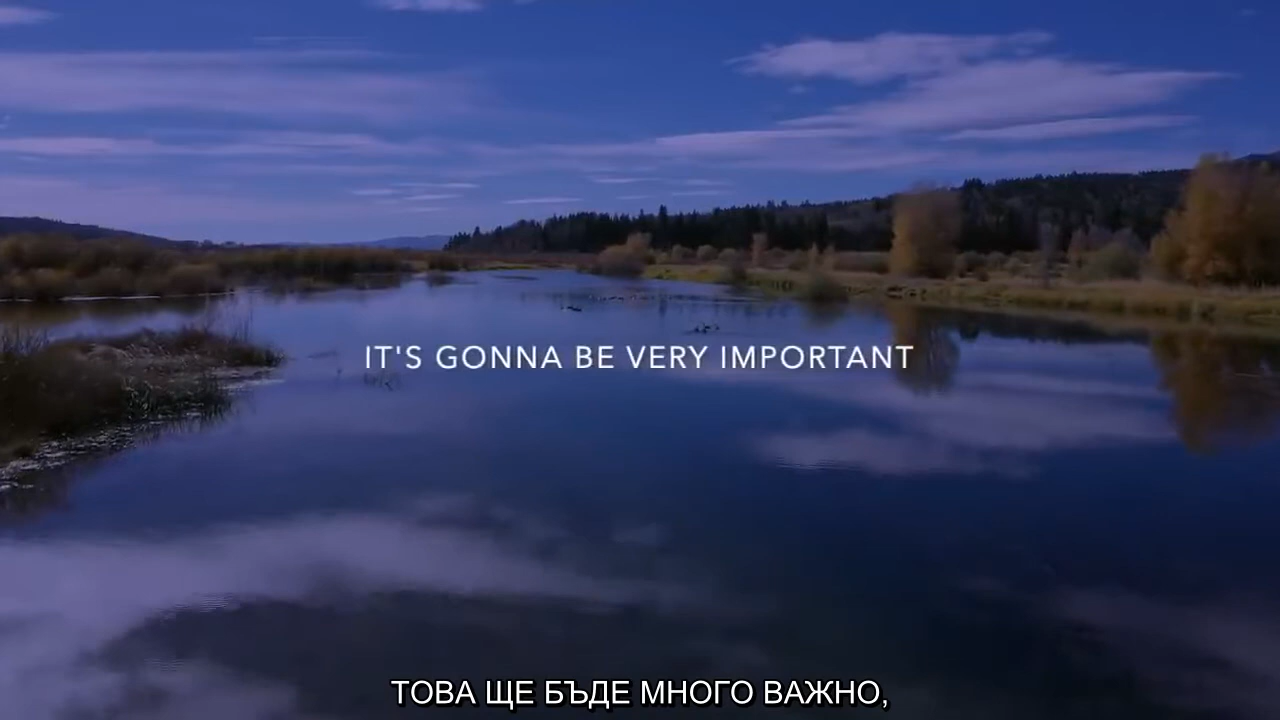 IT'S GONNA BE VERY IMPORTANT
ТОВА ЩЕ БЪДЕ МНОГО ВАЖНО,